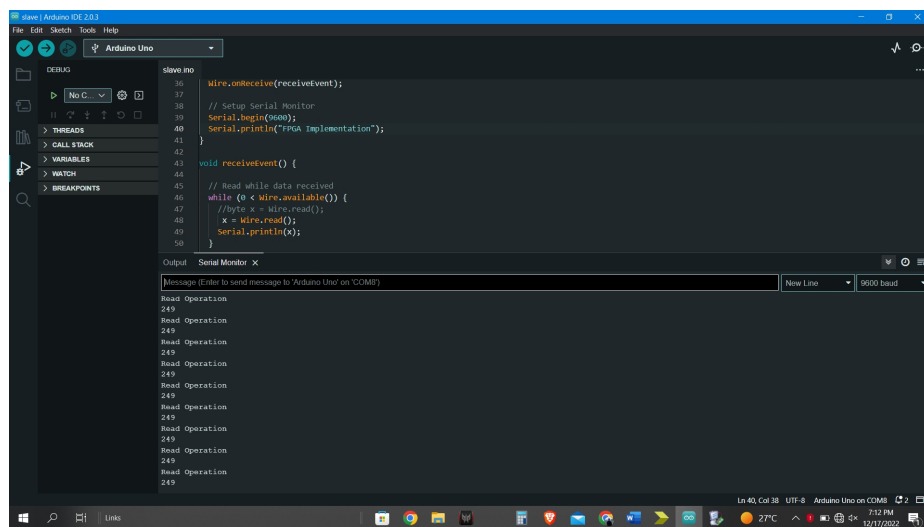 slave | Arduino IDE 2.0.3
File Edit Sketch Tools Help
Arduino Uno
DEBUG
slave.ino
No C...
THREADS
CALL STACK
VARIABLES
WATCH
BREAKPOINTS
36 Wire.onReceive(receiveEvent);
37
38 // Setup Serial Monitor
39 Serial.begin(9600);
40 Serial.println("FPGA Implementation");
41 }
42
43 void receiveEvent() {
44
45 // Read while data received
46 while (0 < Wire.available()) {
47 //byte x = Wire.read();
48 x = Wire.read();
49 Serial.println(x);
50 }
Output Serial Monitor
Message (Enter to send message to 'Arduino Uno' on 'COM8')
New Line
9600 baud
Read Operation
249
Read Operation
249
Read Operation
249
Read Operation
249
Read Operation
249
Read Operation
249
Read Operation
249
Read Operation
249
Read Operation
249
Ln 40, Col 38 UTF-8 Arduino Uno on COM8 2
Links
27°C
7:12 PM
12/17/2022